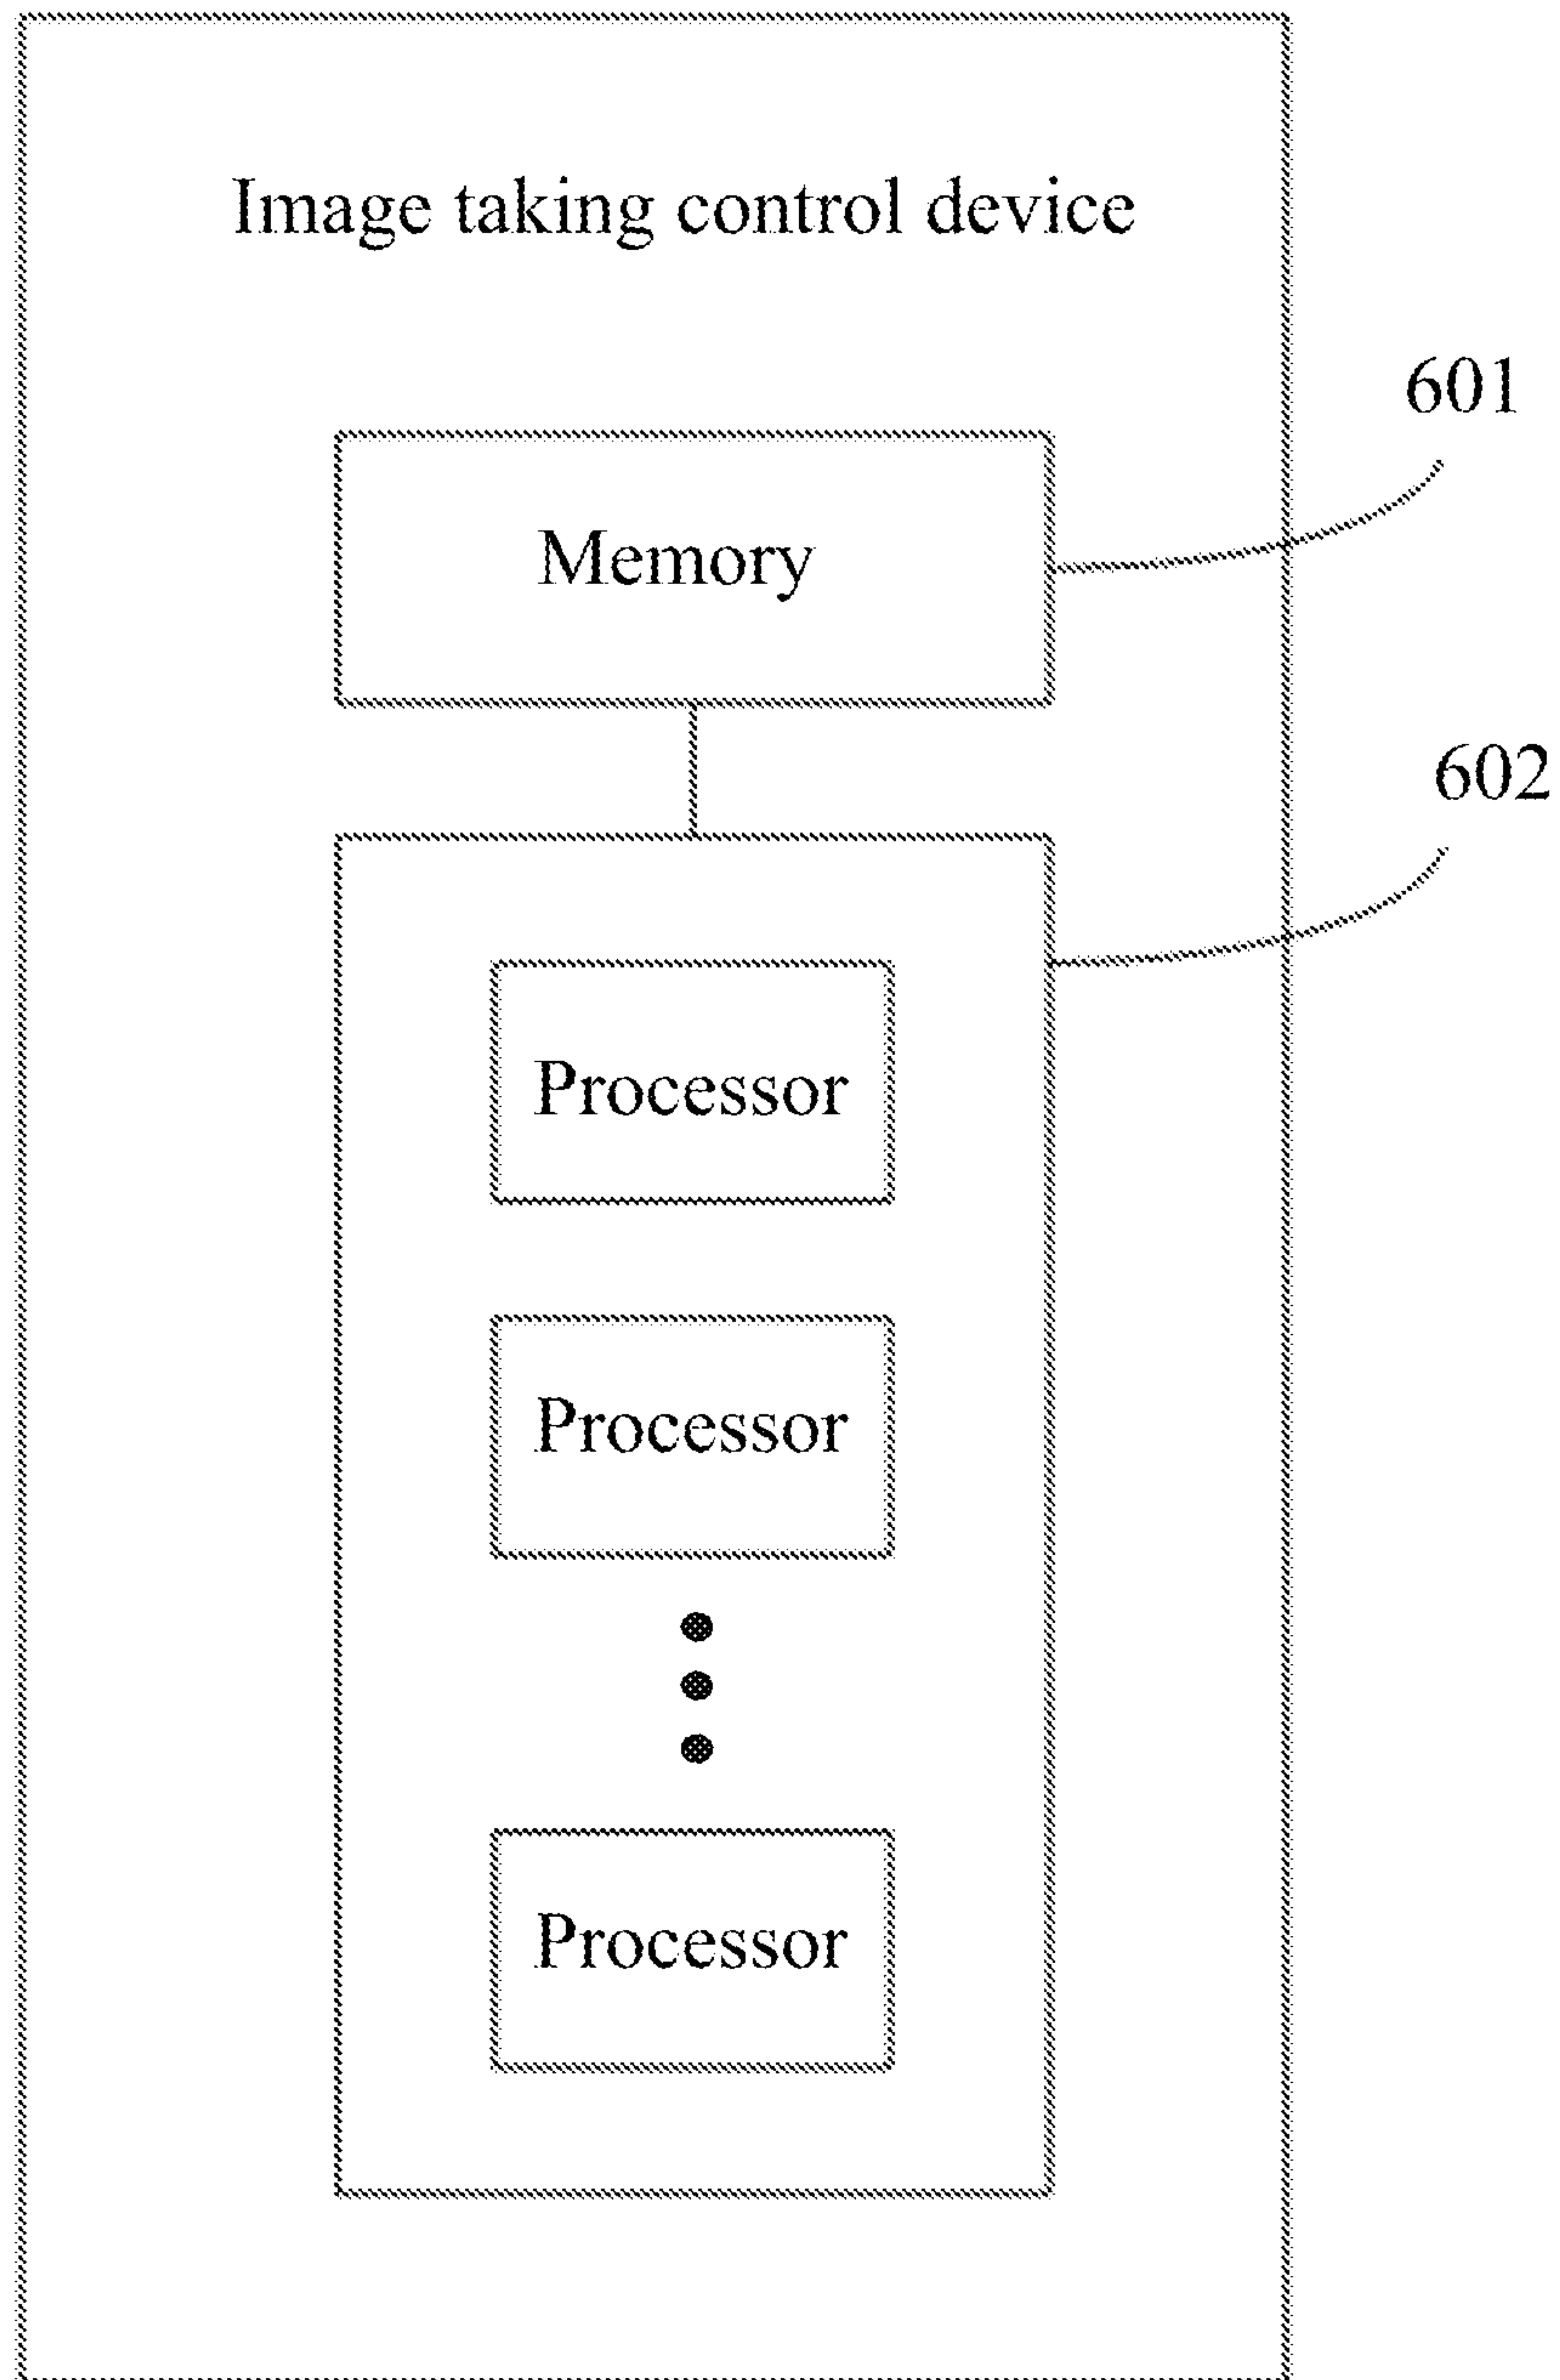 Image taking control device
601
Memory
602
Processor
Processor
Processor